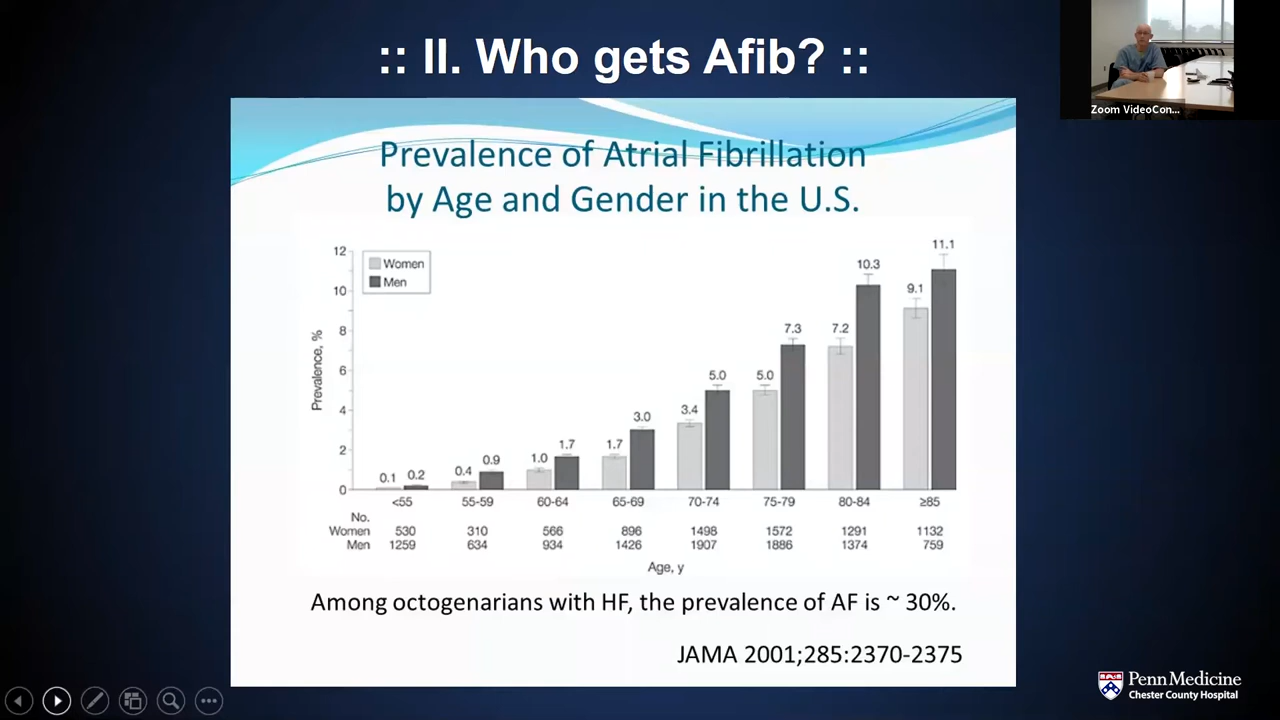 :: II. Who gets Afib? ::
Zoom VideoCon...
Prevalence of Atrial Fibrillation
by Age and Gender in the U.S.
Prevalence, %
12
10
8
6
4
2
0
Women
Men
0.1 0.2
0.4 0.9
1.0 1.7
1.7 3.0
3.4 5.0
5.0 7.3
7.2 10.3
9.1 11.1
<55 55-59 60-64 65-69 70-74 75-79 80-84 ≥85
No.
Women 530 310 566 896 1498 1572 1291 1132
Men 1259 634 934 1426 1907 1886 1374 759
Age, y
Among octogenarians with HF, the prevalence of AF is ~ 30%.
JAMA 2001;285:2370-2375
Penn Medicine
Chester County Hospital